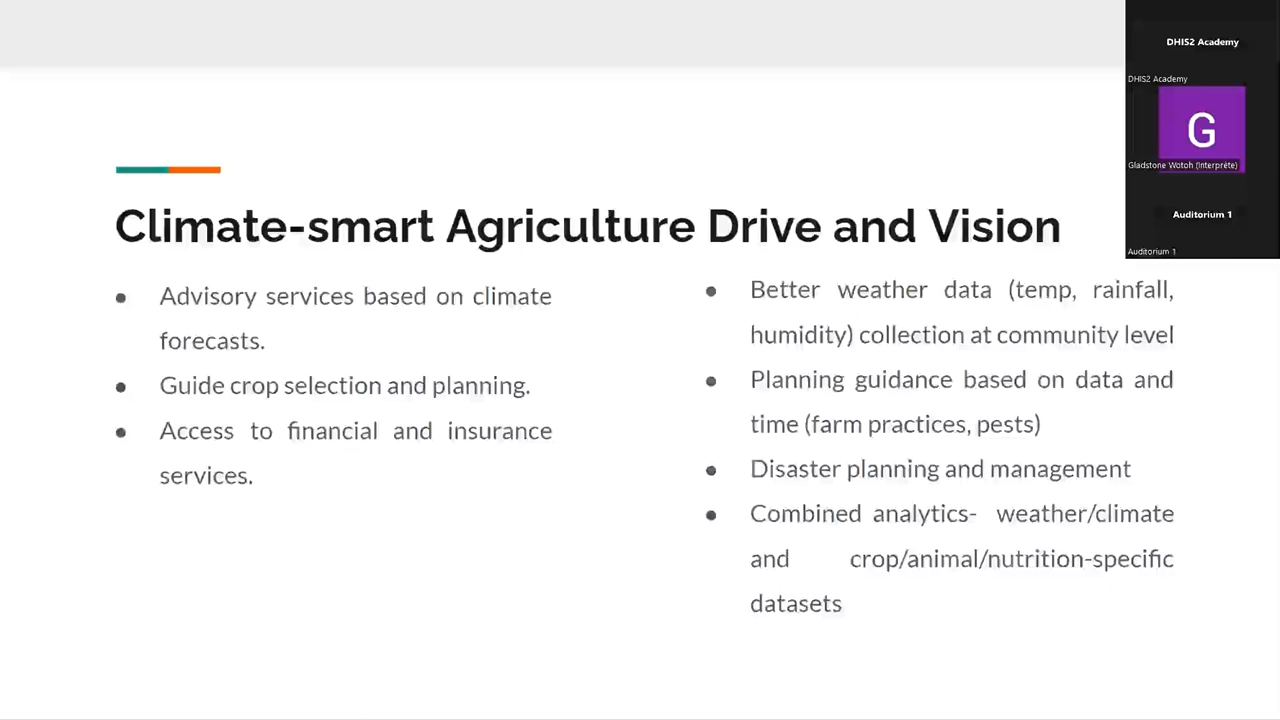 Climate-smart Agriculture Drive and Vision
● Advisory services based on climate
forecasts.
● Guide crop selection and planning.
● Access to financial and insurance
services.
● Better weather data (temp, rainfall,
humidity) collection at community level
● Planning guidance based on data and
time (farm practices, pests)
● Disaster planning and management
● Combined analytics- weather/climate
and crop/animal/nutrition-specific
datasets
DHIS2 Academy
DHIS2 Academy
G
Gladstone Wotoh (Interprète)
Auditorium 1
Auditorium 1